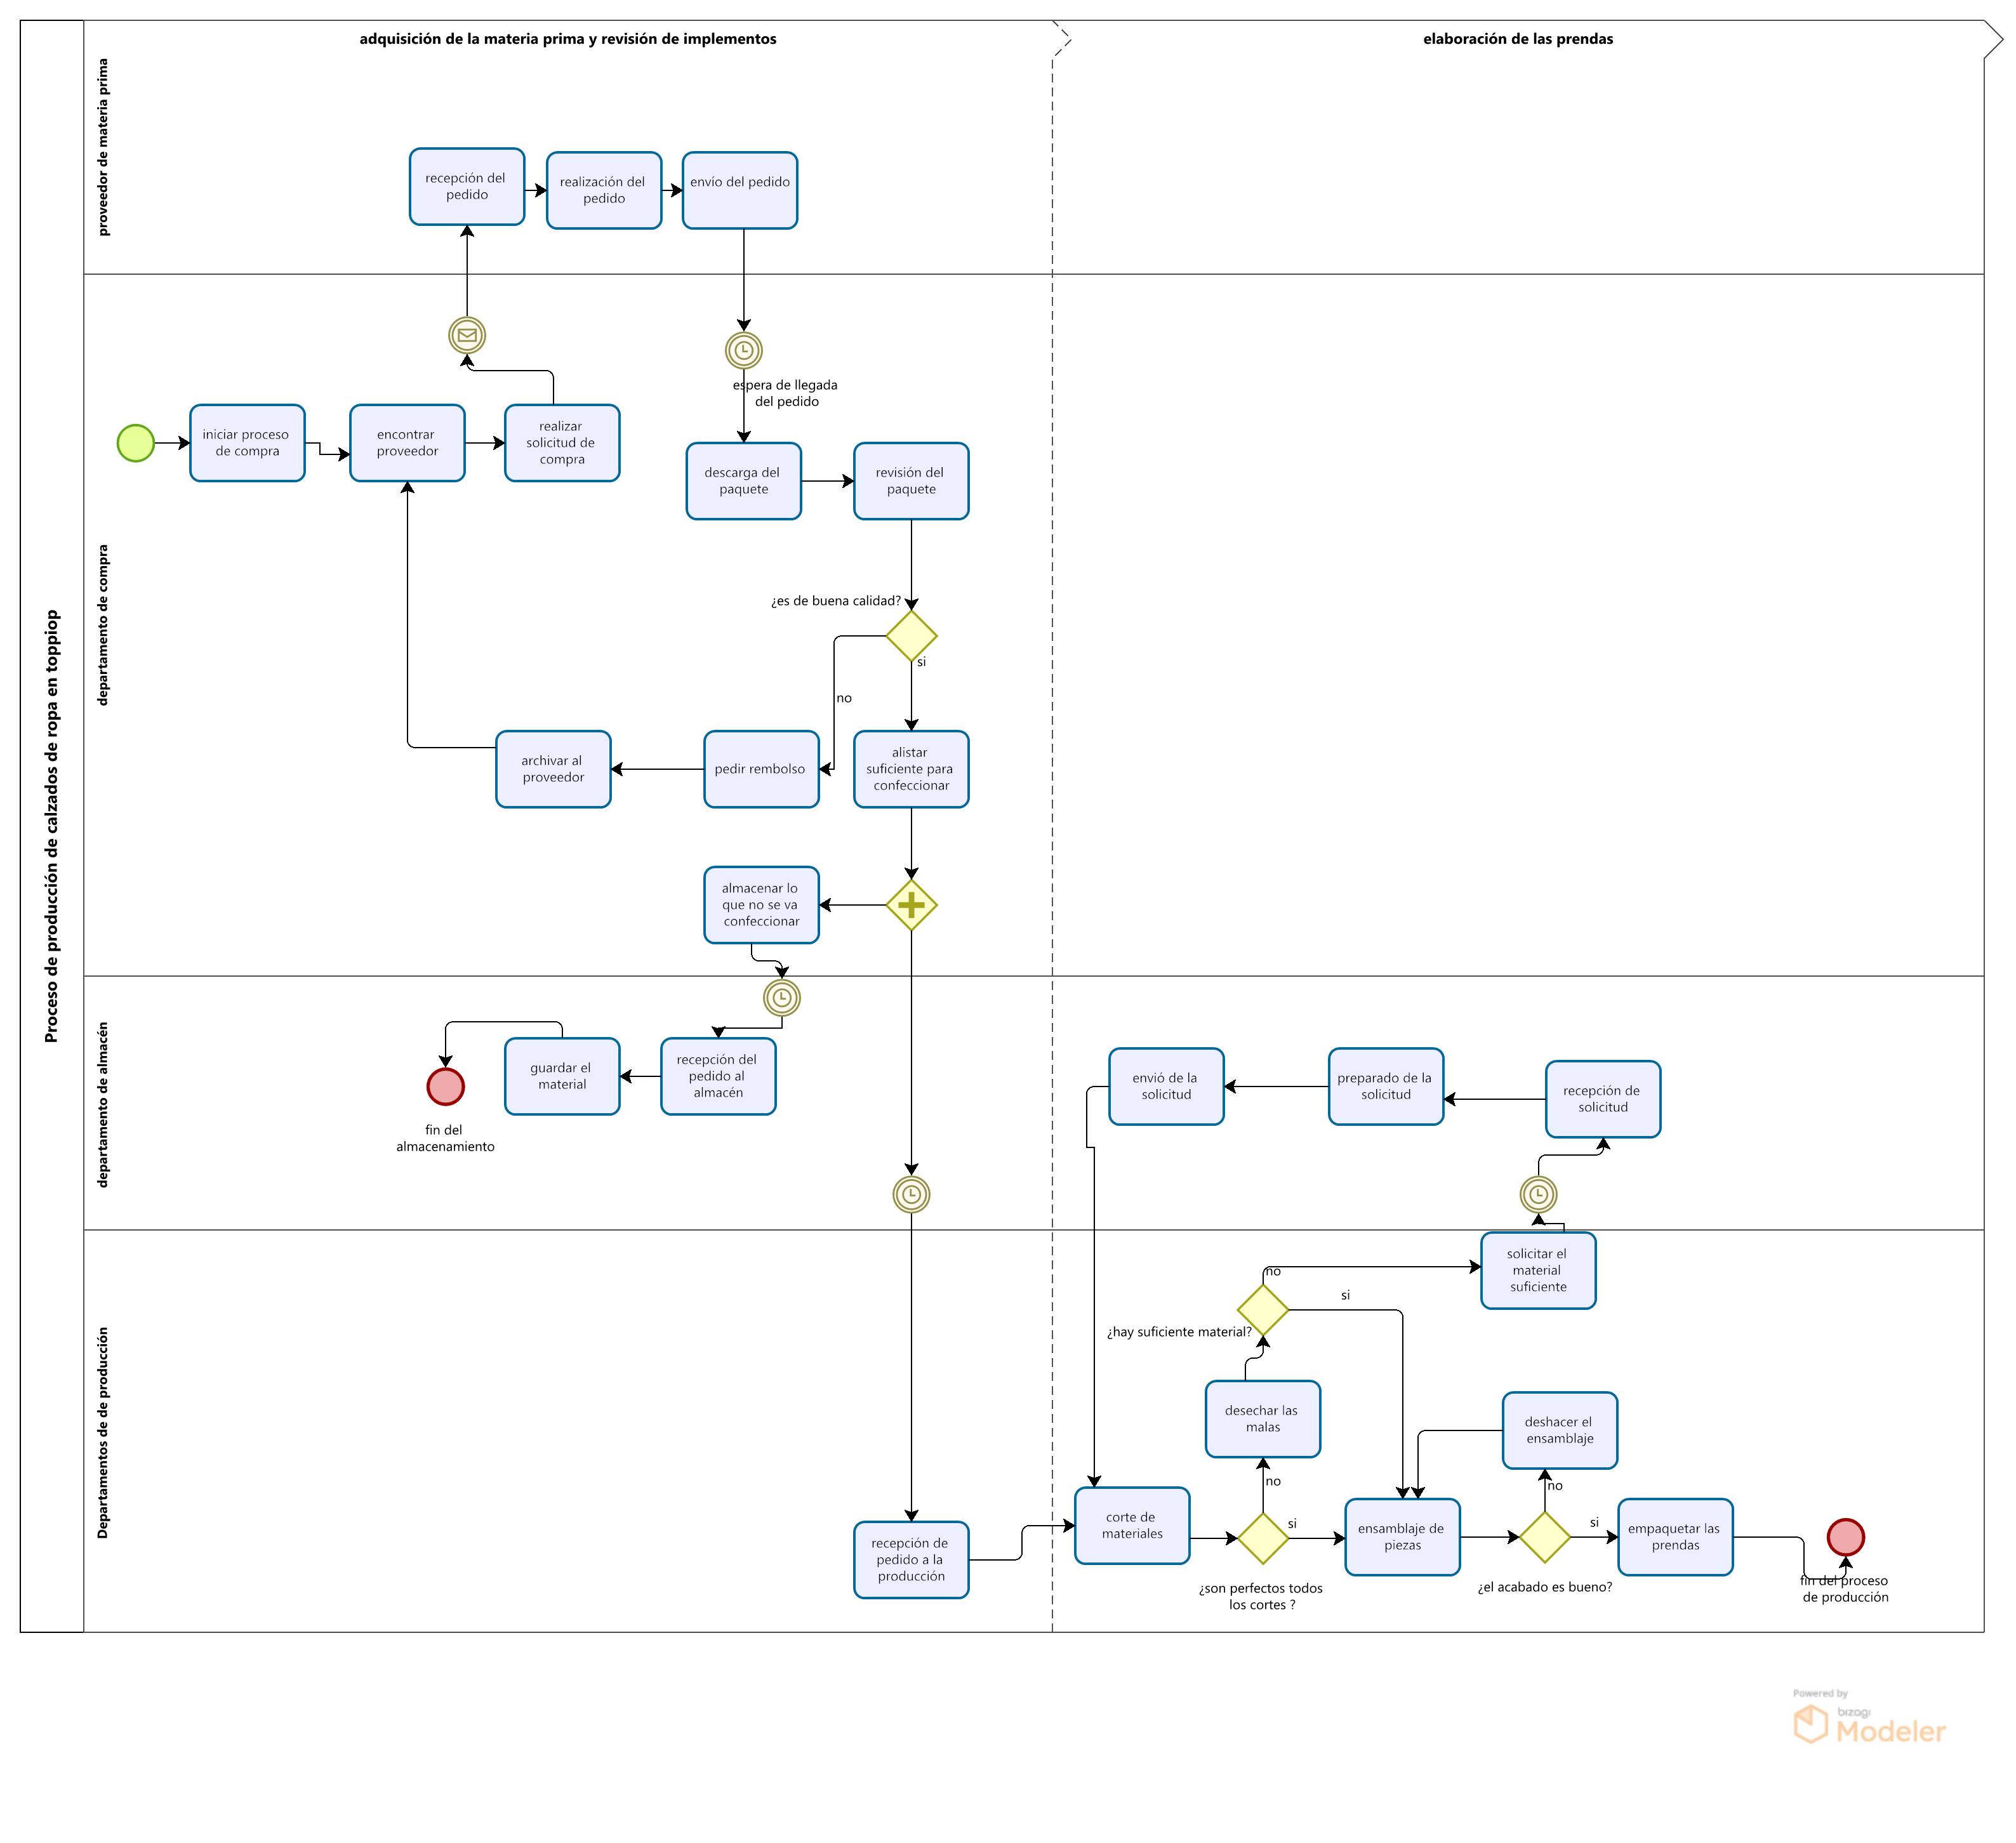 adquisición de la materia prima y revisión de implementos
elaboración de las prendas
Proceso de producción de calzados de ropa en toppiop
proveedor de materia prima
recepción del
pedido
realización del
pedido
envío del pedido
departamento de compra
espera de llegada
del pedido
iniciar proceso
de compra
encontrar
proveedor
realizar
solicitud de
compra
descarga del
paquete
revisión del
paquete
¿es de buena calidad?
si
no
archivar al
proveedor
pedir rembolso
alistar
suficiente para
confeccionar
almacenar lo
que no se va
confeccionar
departamento de almacén
guardar el
material
recepción del
pedido al
almacén
fin del
almacenamiento
envió de la
solicitud
preparado de la
solicitud
recepción de
solicitud
Departamentos de de producción
solicitar el
material
suficiente
no
si
¿hay suficiente material?
desechar las
malas
deshacer el
ensamblaje
no
no
recepción de
pedido a la
producción
corte de
materiales
si
ensamblaje de
piezas
si
empaquetar las
prendas
¿son perfectos todos
los cortes ?
¿el acabado es bueno?
fin del proceso
de producción
Powered by
bizagi
Modeler